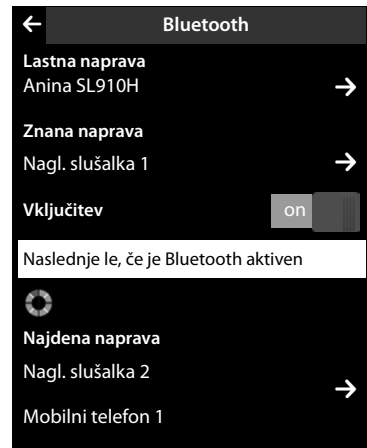 Bluetooth
Lastna naprava
Anina SL910H
Znana naprava
Nagl. slušalka 1
Vključitev
on
Naslednje le, če je Bluetooth aktiven
Najdena naprava
Nagl. slušalka 2
Mobilni telefon 1